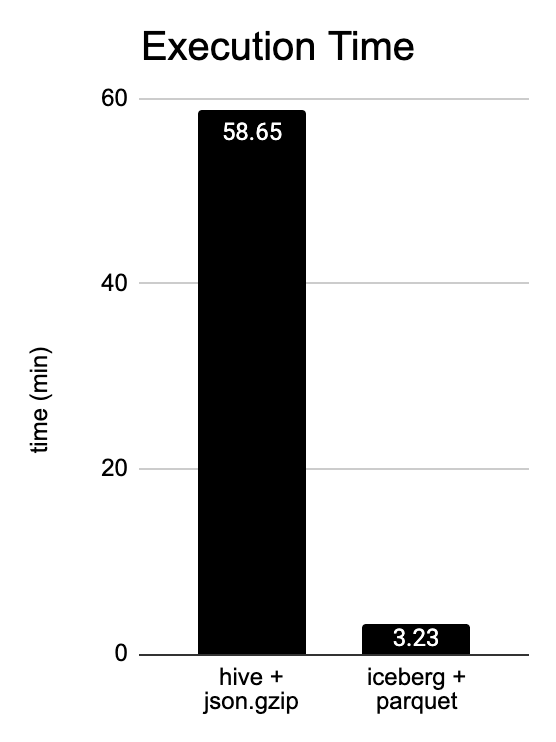 Execution Time
60
58.65
40
time (min)
20
3.23
0
hive +
json.gzip
iceberg +
parquet